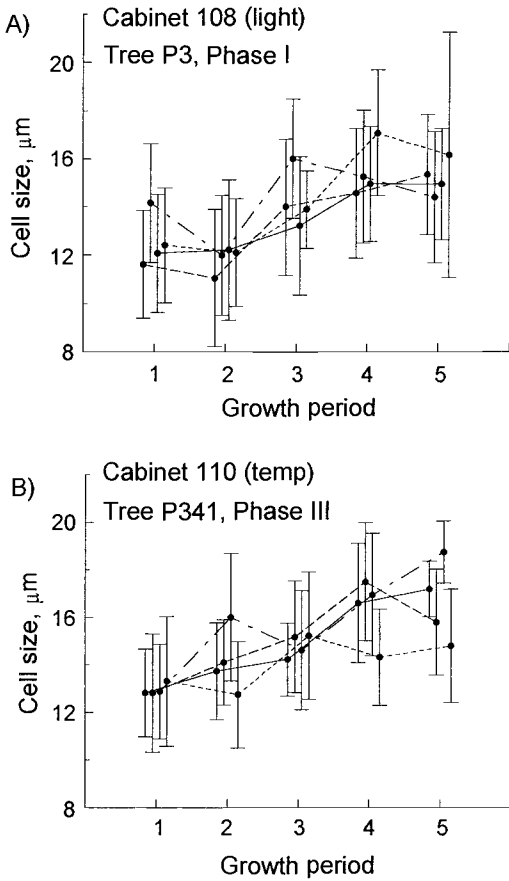 A)
Cabinet 108 (light)
Tree P3, Phase I
20
16
12
8
Cell size, μm
1 2 3 4 5
Growth period
B)
Cabinet 110 (temp)
Tree P341, Phase III
20
16
12
8
Cell size, μm
1 2 3 4 5
Growth period